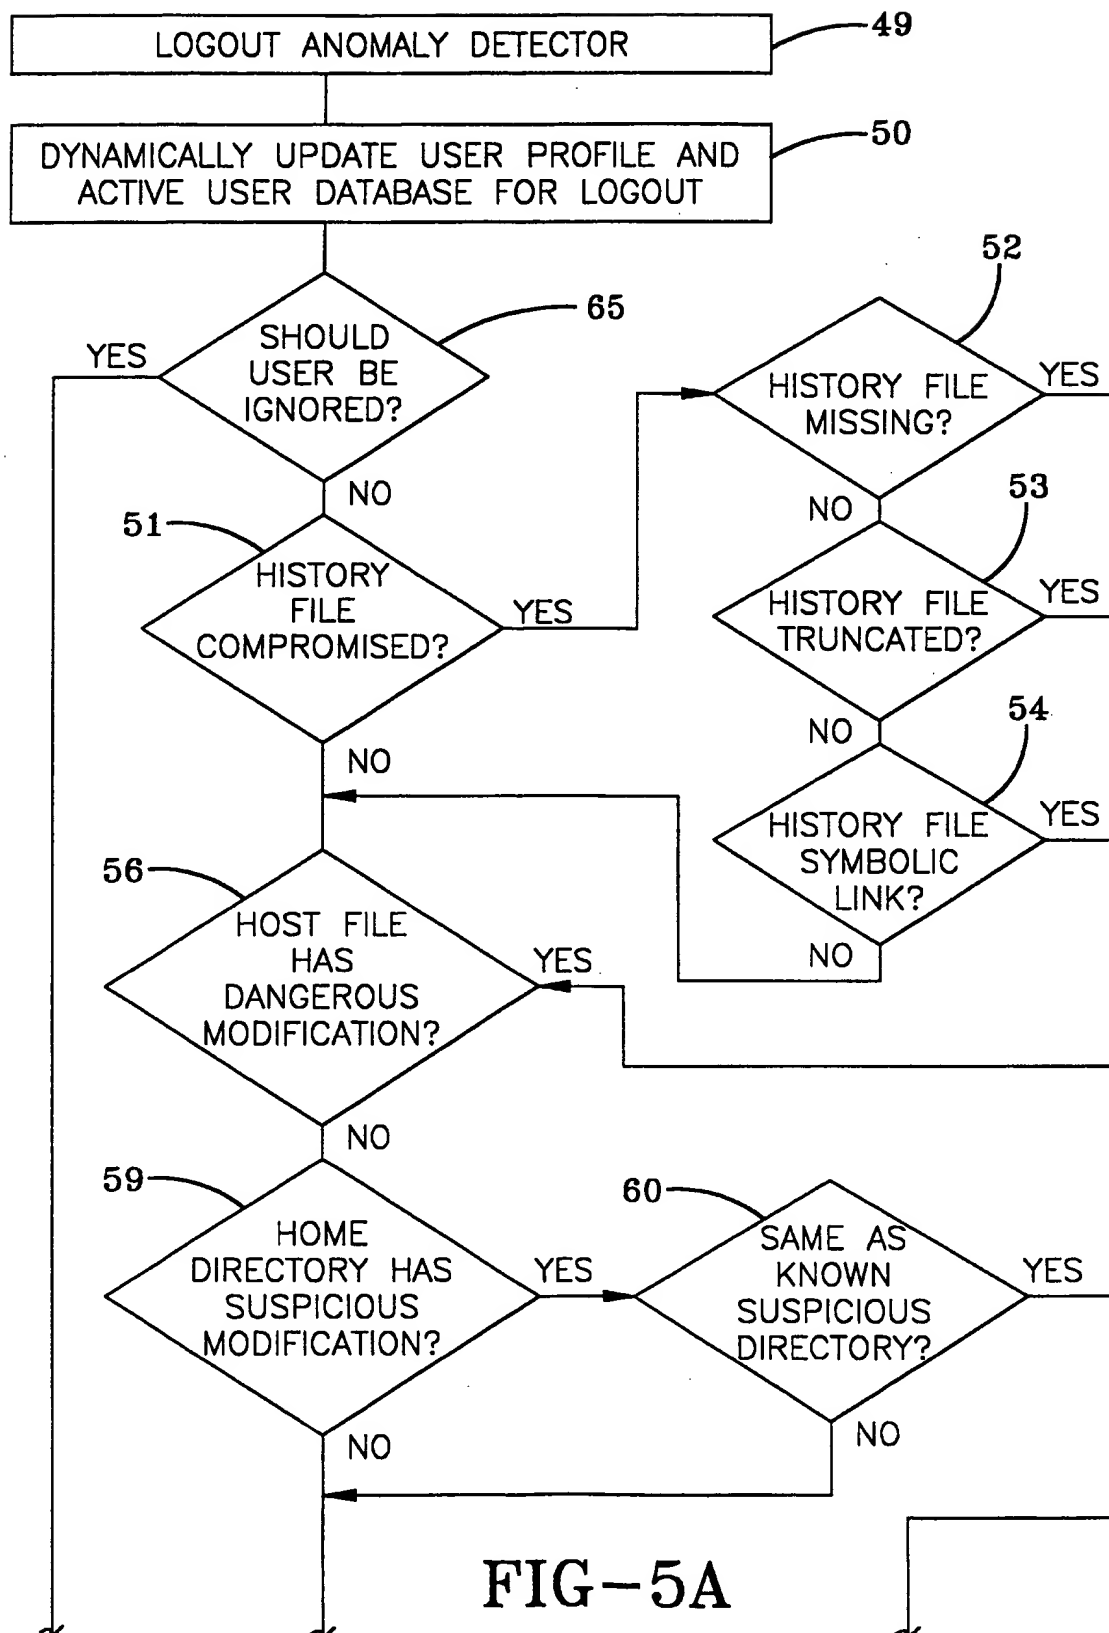 LOGOUT ANOMALY DETECTOR
49
DYNAMICALLY UPDATE USER PROFILE AND
ACTIVE USER DATABASE FOR LOGOUT
50
SHOULD
USER BE
IGNORED?
65
YES
NO
52
HISTORY FILE
MISSING?
YES
NO
51
HISTORY
FILE
COMPROMISED?
YES
NO
53
HISTORY FILE
TRUNCATED?
YES
NO
54
HISTORY FILE
SYMBOLIC
LINK?
YES
NO
56
HOST FILE
HAS
DANGEROUS
MODIFICATION?
YES
NO
59
HOME
DIRECTORY HAS
SUSPICIOUS
MODIFICATION?
YES
NO
60
SAME AS
KNOWN
SUSPICIOUS
DIRECTORY?
YES
NO
FIG-5A